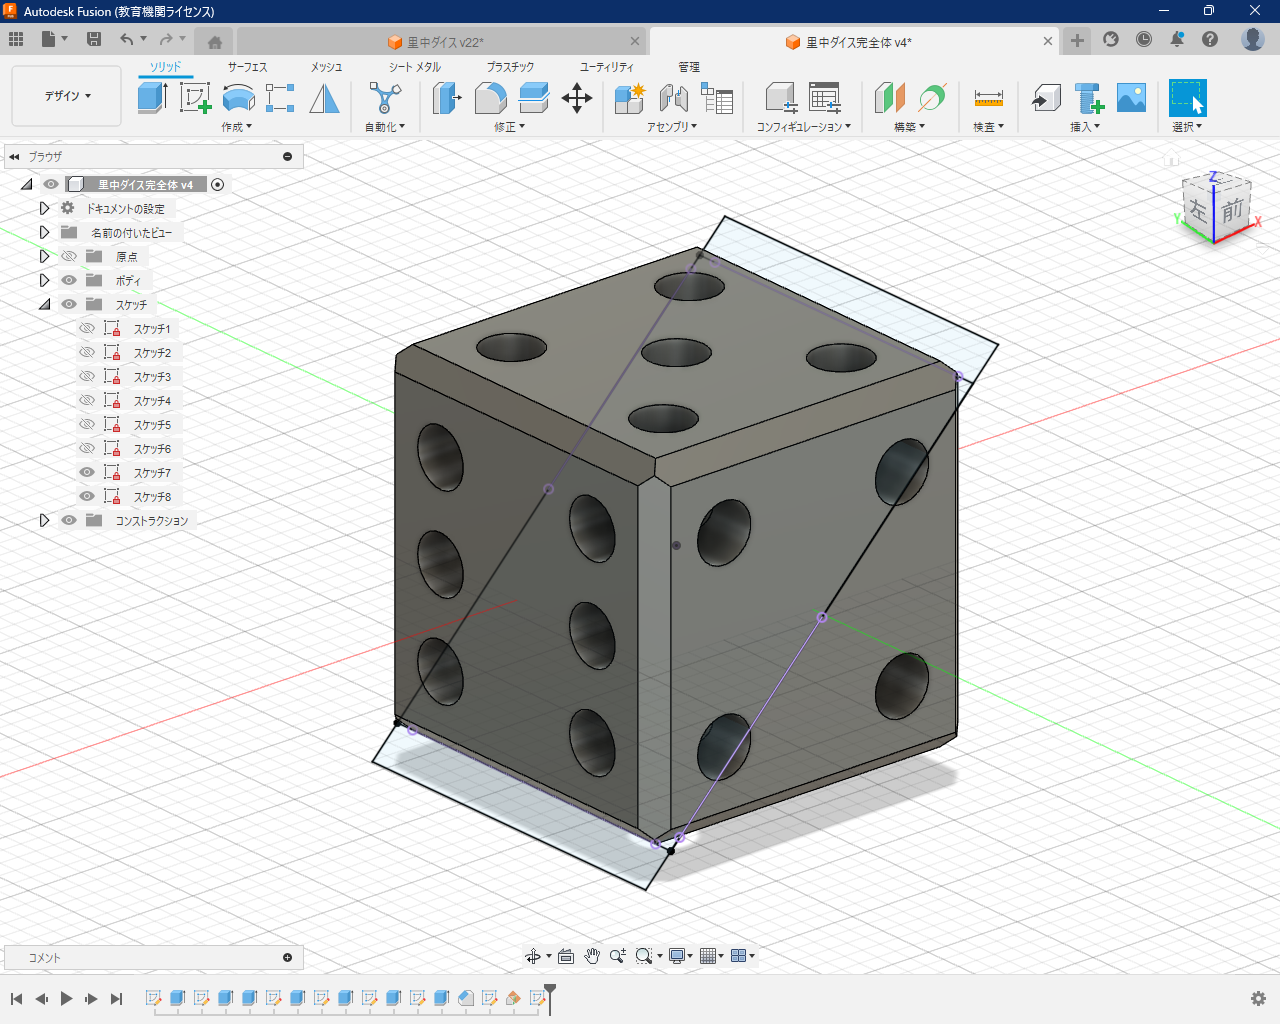 Autodesk Fusion (教育機関ライセンス)
里中ダイス v22*
里中ダイス完全体 v4*
デザイン
ソリッド
サーフェス
メッシュ
シート メタル
プラスチック
ユーティリティ
管理
作成
自動化
修正
アセンブリ
コンフィギュレーション
構築
検査
挿入
選択
ブラウザ
里中ダイス完全体 v4
ドキュメントの設定
名前の付いたビュー
原点
ボディ
スケッチ
スケッチ1
スケッチ2
スケッチ3
スケッチ4
スケッチ5
スケッチ6
スケッチ7
スケッチ8
コンストラクション
Z
左
前
Y
X
コメント